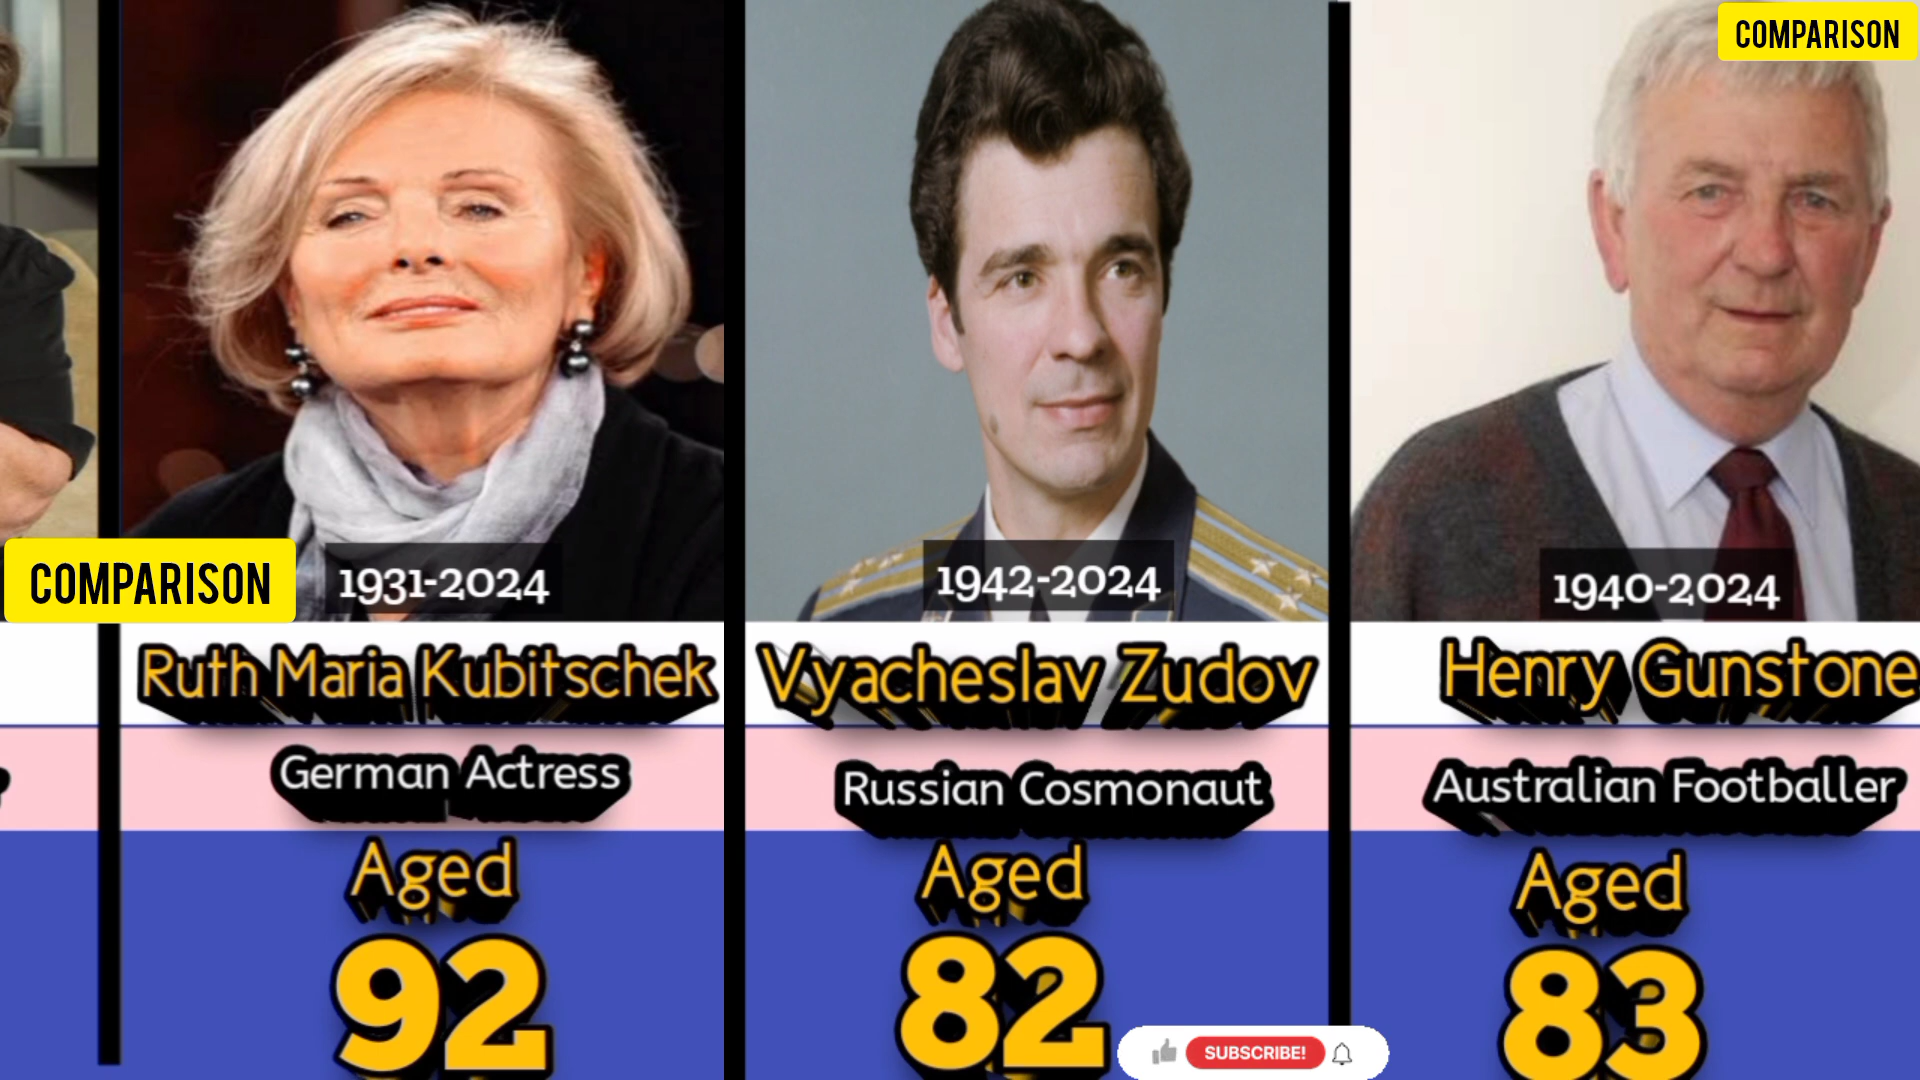 COMPARISON
COMPARISON
1931-2024
Ruth Maria Kubitschek
German Actress
Aged
92
1942-2024
Vyacheslav Zudov
Russian Cosmonaut
Aged
82
1940-2024
Henry Gunstone
Australian Footballer
Aged
83
SUBSCRIBE!